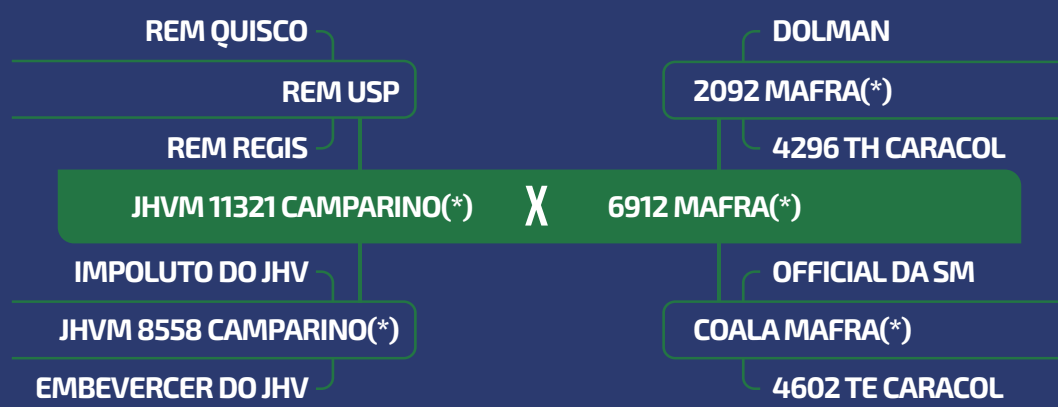 REM QUISCO
DOLMAN
REM USP
2092 MAFRA(*)
REM REGIS
4296 TH CARACOL
JHVM 11321 CAMPARINO(*) X 6912 MAFRA(*)
IMPOLUTO DO JHV
OFFICIAL DA SM
JHVM 8558 CAMPARINO(*)
COALA MAFRA(*)
EMBEVERCER DO JHV
4602 TE CARACOL